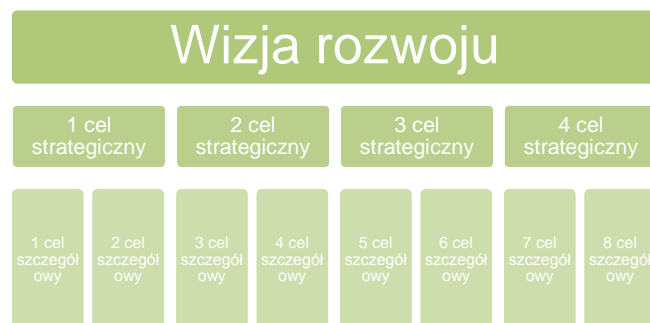 Wizja rozwoju
1 cel
strategiczny
2 cel
strategiczny
3 cel
strategiczny
4 cel
strategiczny
1 cel
szczegół
owy
2 cel
szczegół
owy
3 cel
szczegół
owy
4 cel
szczegół
owy
5 cel
szczegół
owy
6 cel
szczegół
owy
7 cel
szczegół
owy
8 cel
szczegół
owy